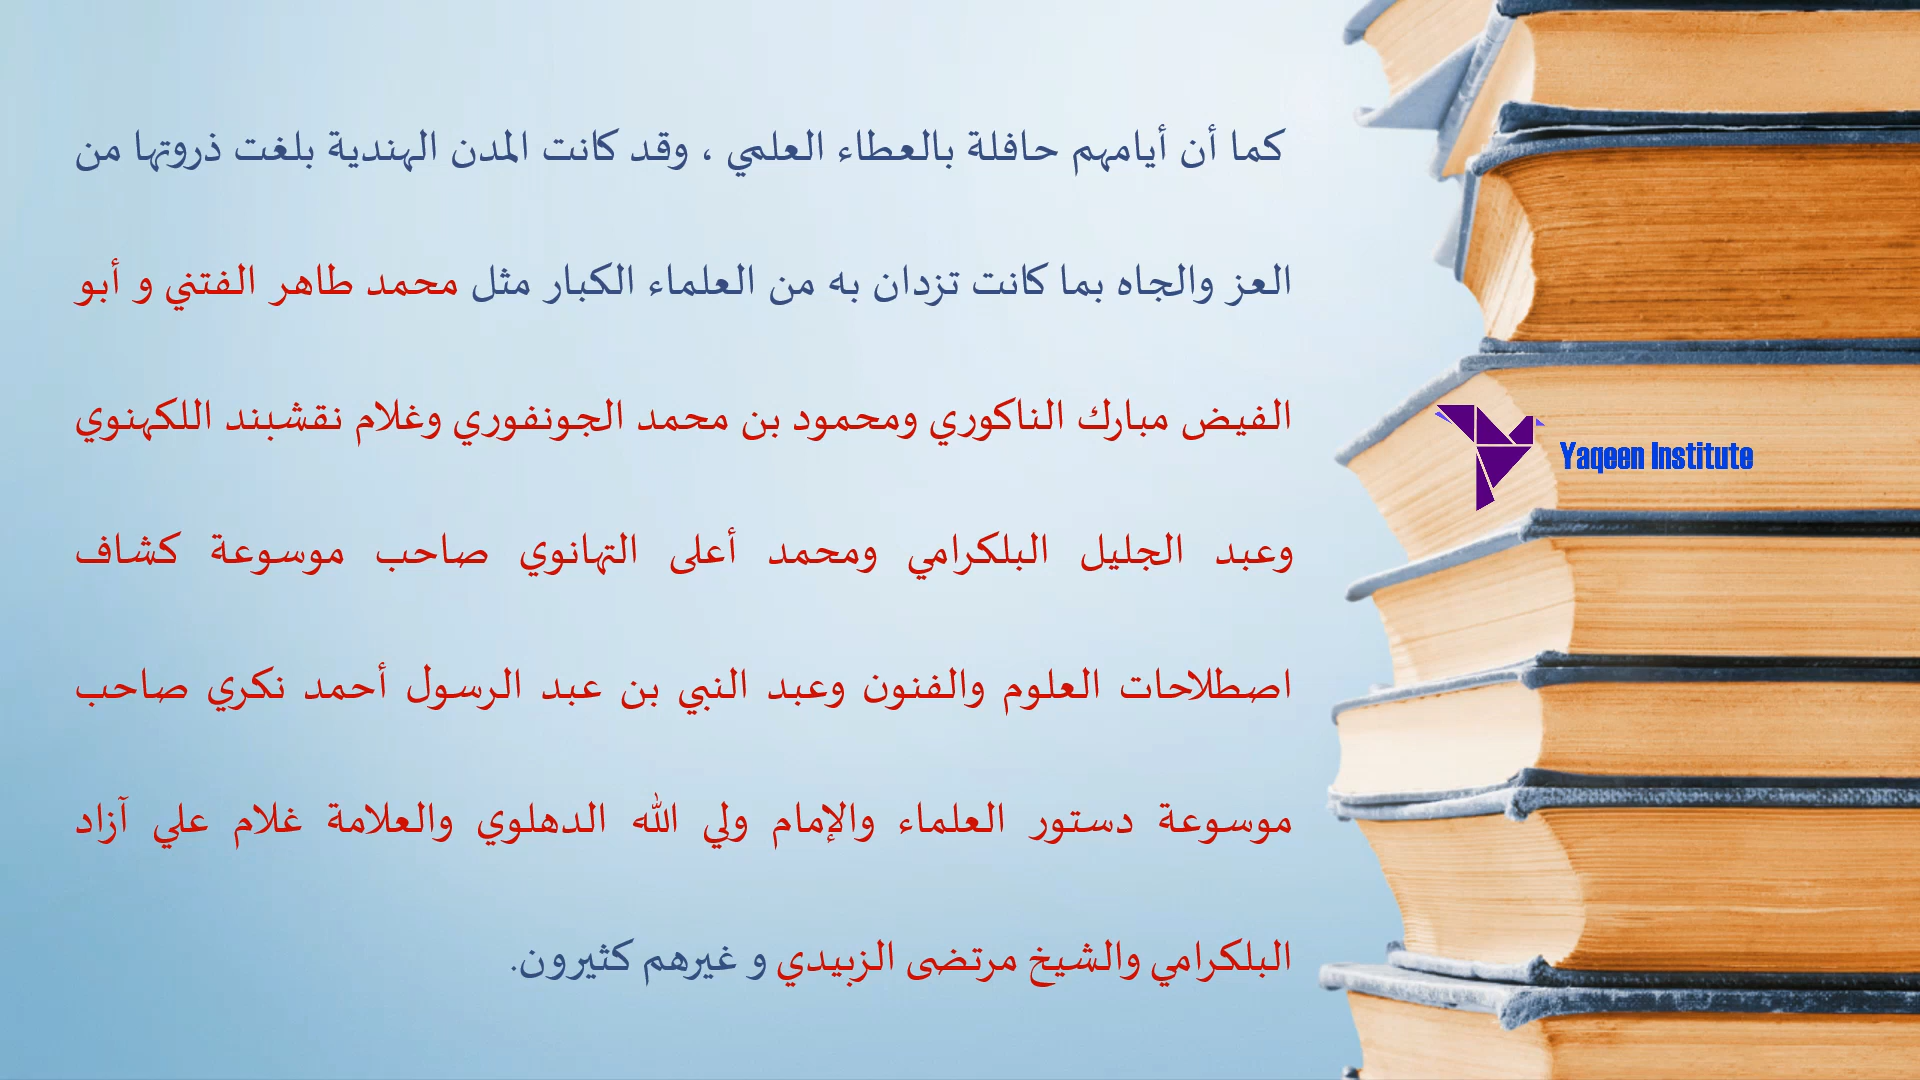 كما أن أيامهم حافلة بالعطاء العلمي ، وقد كانت المدن الهندية بلغت ذروتها من
العز والجاه بما كانت تزدان به من العلماء الكبار مثل محمد طاهر الفتني و أبو
الفيض مبارك الناكوري ومحمود بن محمد الجونفوري وغلام نقشبند اللكهنوي
وعبد الجليل البلكرامي ومحمد أعلى التهانوي صاحب موسوعة كشاف
اصطلاحات العلوم والفنون وعبد النبي بن عبد الرسول أحمد نكري صاحب
موسوعة دستور العلماء والإمام ولي الله الدهلوي والعلامة غلام علي آزاد
البلكرامي والشيخ مرتضى الزبيدي و غيرهم كثيرون.
Yaqeen Institute